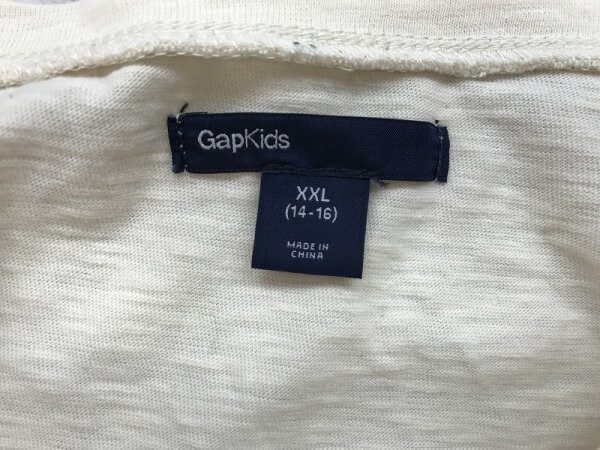 GapKids
XXL
(14-16)
MADE IN
CHINA